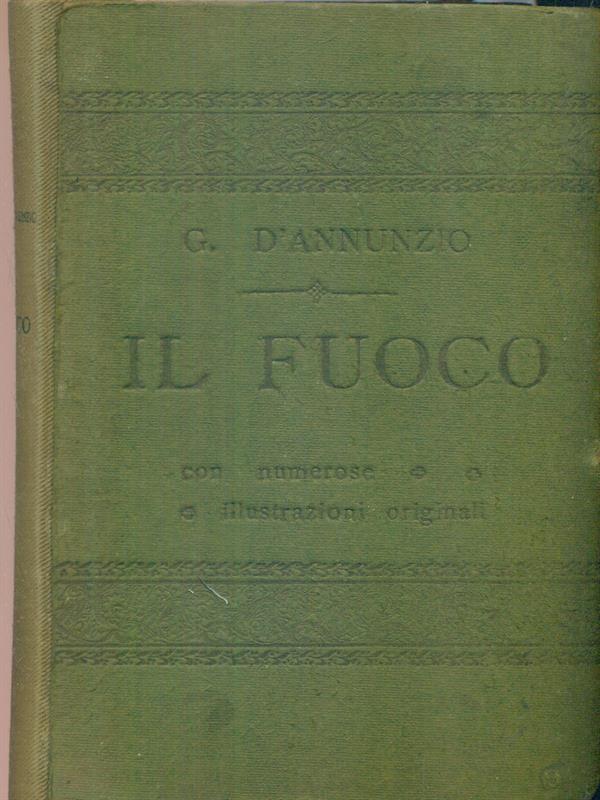 G. D'ANNUNZIO
IL FUOCO
con numerose
illustrazioni originali